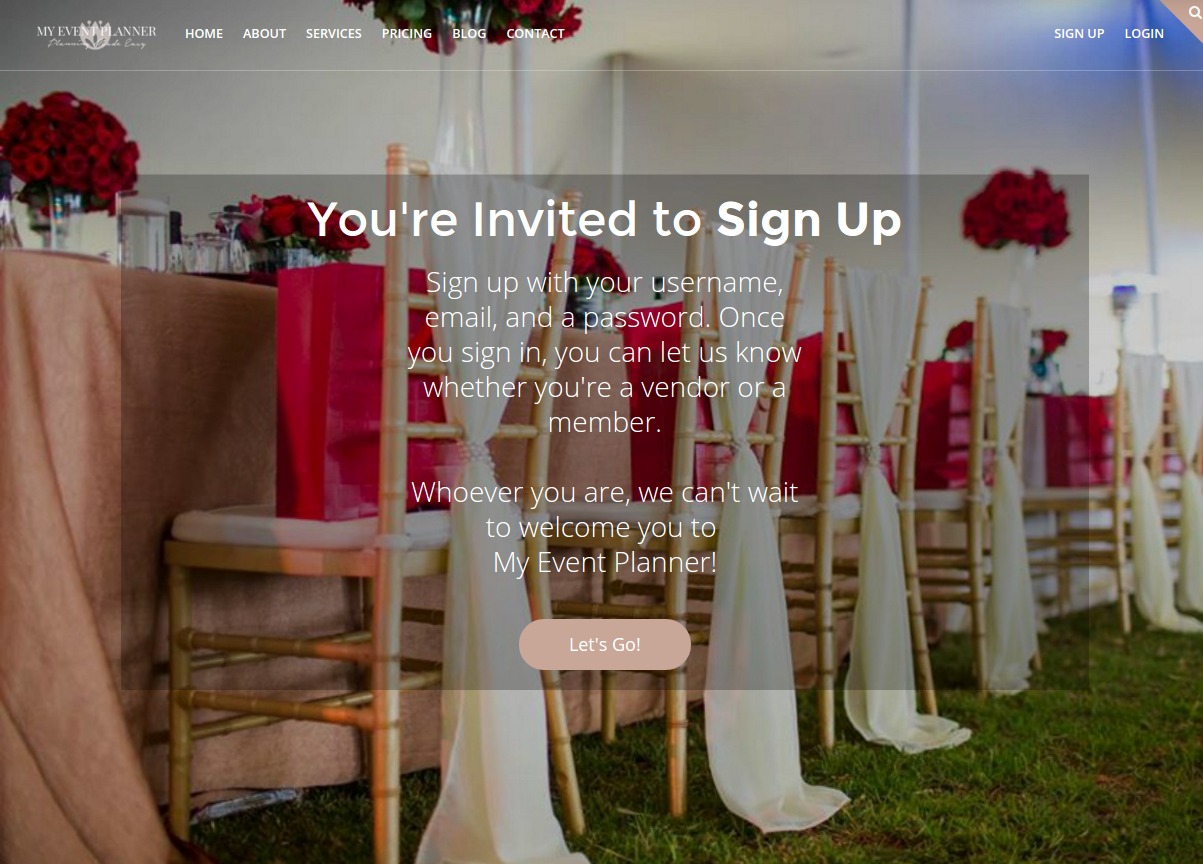 MY EVENT PLANNER
Planning Made Easy
HOME ABOUT SERVICES PRICING BLOG CONTACT
SIGN UP LOGIN
You're Invited to Sign Up
Sign up with your username,
email, and a password. Once
you sign in, you can let us know
whether you're a vendor or a
member.
Whoever you are, we can't wait
to welcome you to
My Event Planner!
Let's Go!